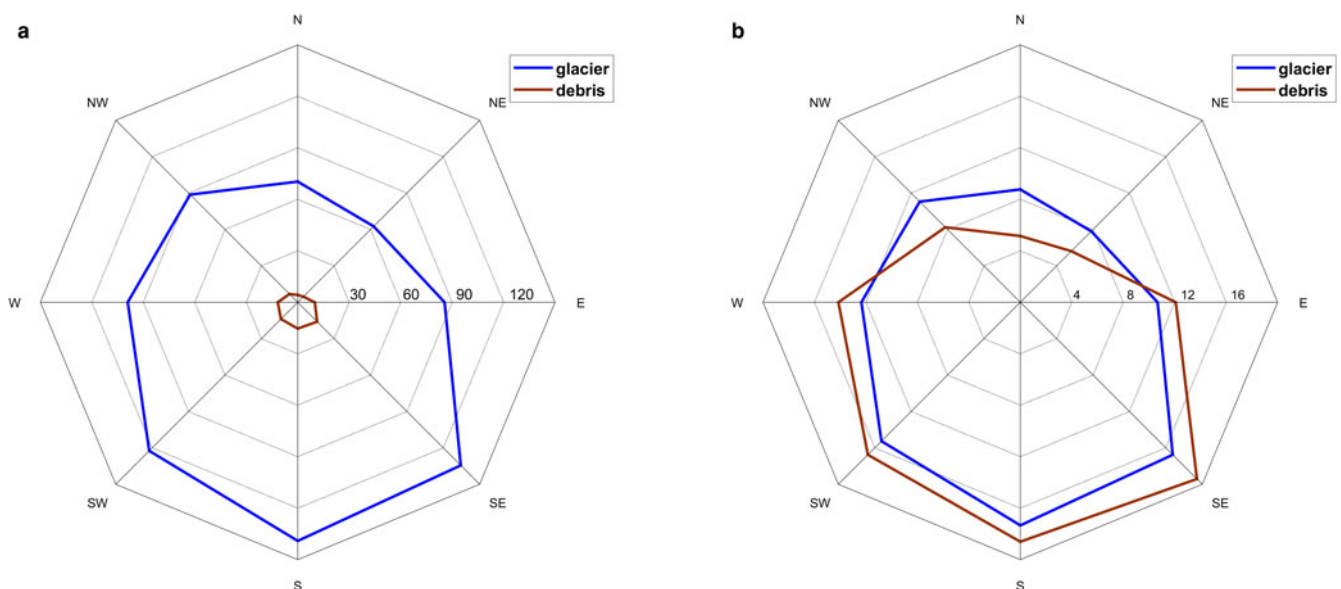 a
N
glacier
debris
NW
NE
W
30 60 90 120
E
SW
SE
S
b
N
glacier
debris
NW
NE
W
4 8 12 16
E
SW
SE
S